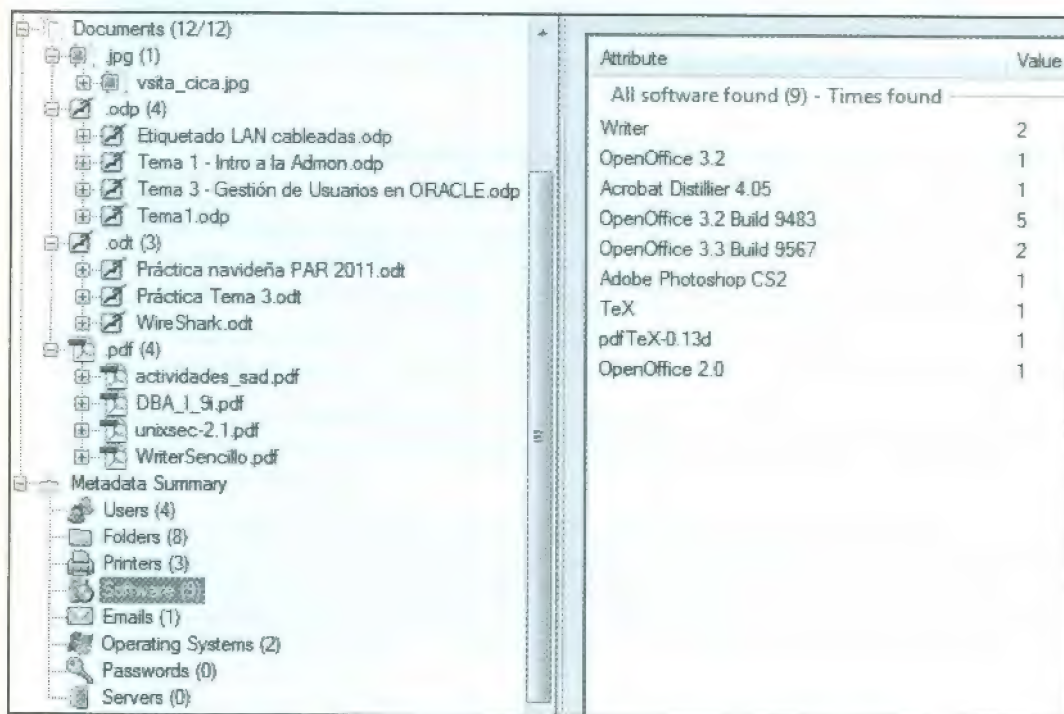 Documents (12/12)
.jpg (1)
vsita_cica.jpg
.odp (4)
Etiquetado LAN cableadas.odp
Tema 1 - Intro a la Admon.odp
Tema 3 - Gestión de Usuarios en ORACLE.odp
Tema1.odp
.odt (3)
Práctica navideña PAR 2011.odt
Práctica Tema 3.odt
WireShark.odt
.pdf (4)
actividades_sad.pdf
DBA_I_9i.pdf
unixsec-2.1.pdf
WriterSencillo.pdf
Metadata Summary
Users (4)
Folders (8)
Printers (3)
Software (9)
Emails (1)
Operating Systems (2)
Passwords (0)
Servers (0)
Attribute Value
All software found (9) - Times found
Writer 2
OpenOffice 3.2 1
Acrobat Distillier 4.05 1
OpenOffice 3.2 Build 9483 5
OpenOffice 3.3 Build 9567 2
Adobe Photoshop CS2 1
TeX 1
pdfTeX-0.13d 1
OpenOffice 2.0 1